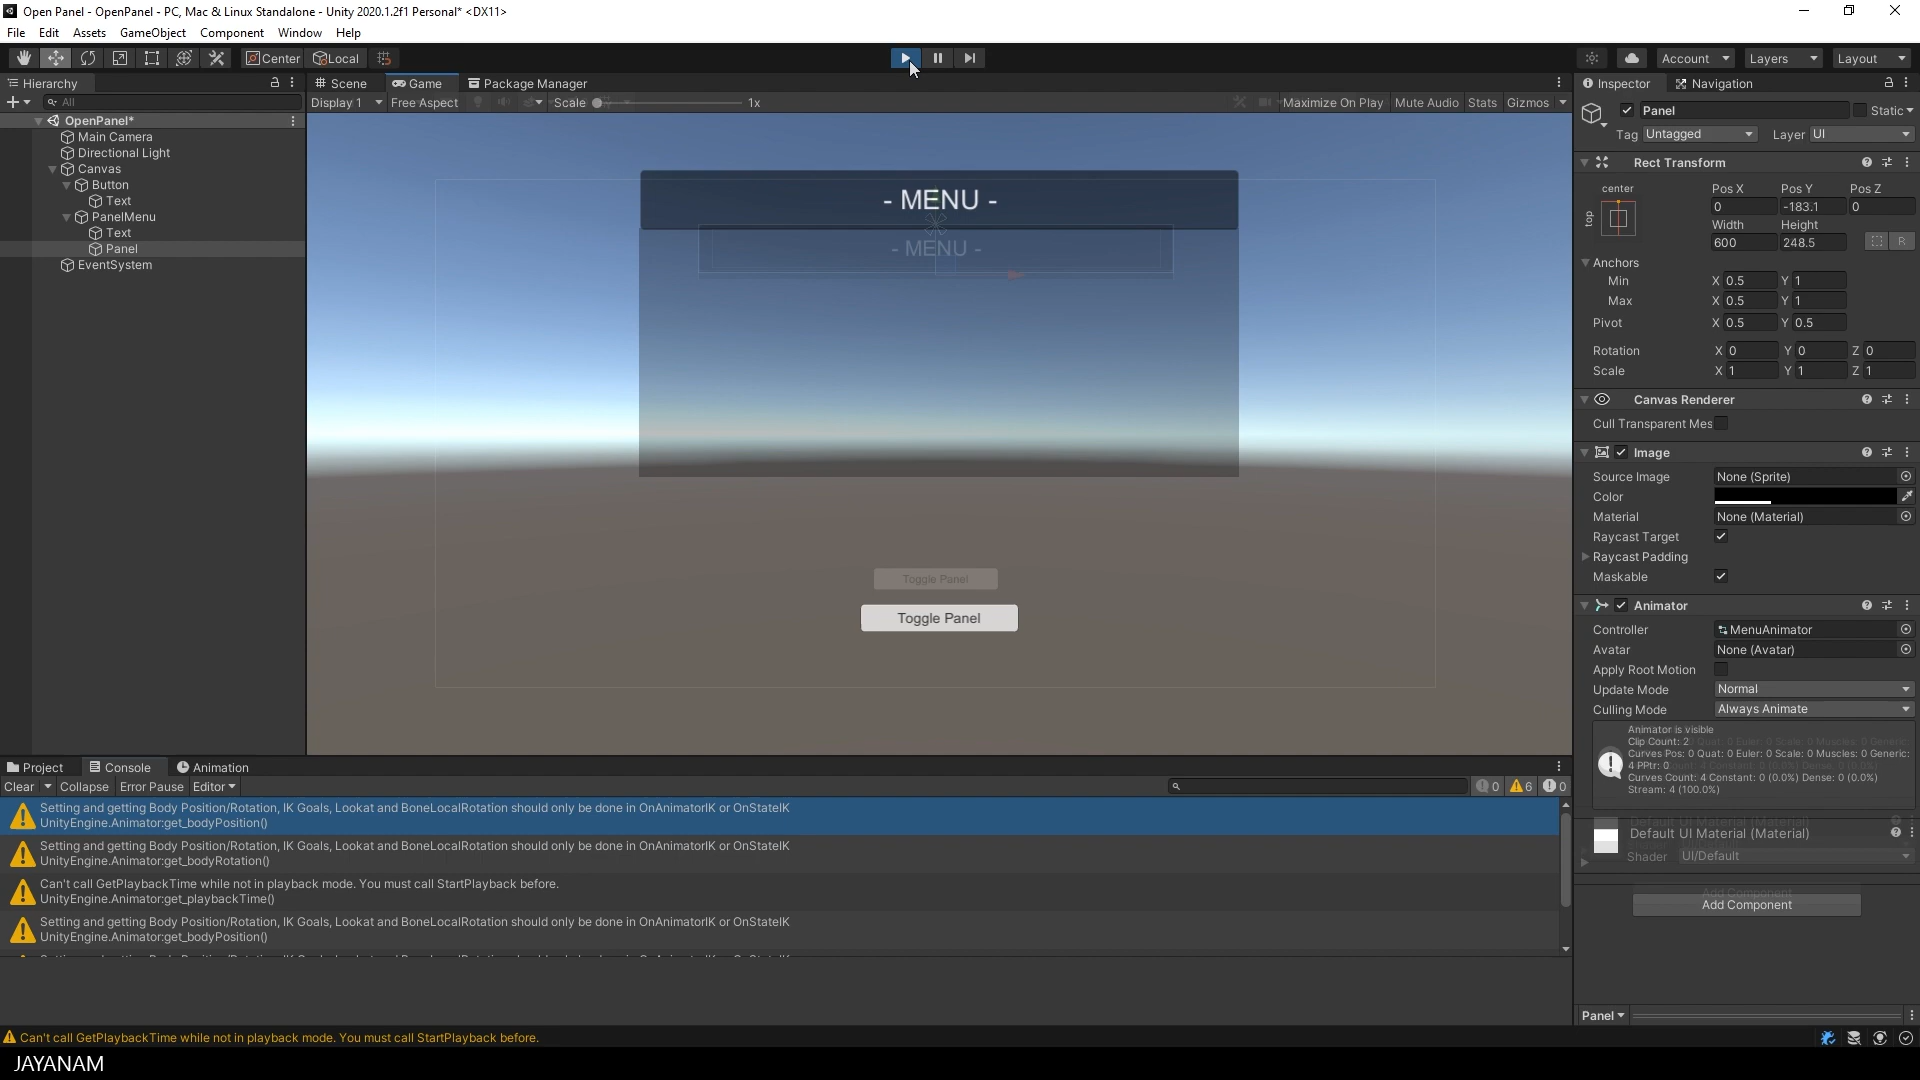 Open Panel - OpenPanel - PC, Mac & Linux Standalone - Unity 2020.1.2f1 Personal* <DX11>
File Edit Assets GameObject Component Window Help
Center Local
Account Layers Layout
Hierarchy
Scene Game Package Manager
Inspector Navigation
All
Display 1 Free Aspect Scale 1x Maximize On Play Mute Audio Stats Gizmos
OpenPanel*
Main Camera
Directional Light
Canvas
Button
Text
PanelMenu
Text
Panel
EventSystem
- MENU -
- MENU -
Toggle Panel
Toggle Panel
Panel Static
Tag Untagged Layer UI
Rect Transform
center
top
Pos X Pos Y Pos Z
0 -183.1 0
Width Height
600 248.5
R
Anchors
Min X 0.5 Y 1
Max X 0.5 Y 1
Pivot X 0.5 Y 0.5
Rotation X 0 Y 0 Z 0
Scale X 1 Y 1 Z 1
Canvas Renderer
Cull Transparent Mes
Image
Source Image None (Sprite)
Color
Material None (Material)
Raycast Target
Raycast Padding
Maskable
Animator
Controller MenuAnimator
Avatar None (Avatar)
Apply Root Motion
Update Mode Normal
Culling Mode Always Animate
Animator is visible
Clip Count: 2
Curves Pos: 0 Quat: 0 Euler: 0 Scale: 0 Muscles: 0 Generic:
4 PPtr: 0
Curves Count: 4 Constant: 0 (0.0%) Dense: 0 (0.0%)
Stream: 4 (100.0%)
Default UI Material (Material)
Shader UI/Default
Add Component
Add Component
Panel
Project Console Animation
Clear Collapse Error Pause Editor
0 6 0
Setting and getting Body Position/Rotation, IK Goals, Lookat and BoneLocalRotation should only be done in OnAnimatorIK or OnStateIK
UnityEngine.Animator:get_bodyPosition()
Setting and getting Body Position/Rotation, IK Goals, Lookat and BoneLocalRotation should only be done in OnAnimatorIK or OnStateIK
UnityEngine.Animator:get_bodyRotation()
Can't call GetPlaybackTime while not in playback mode. You must call StartPlayback before.
UnityEngine.Animator:get_playbackTime()
Setting and getting Body Position/Rotation, IK Goals, Lookat and BoneLocalRotation should only be done in OnAnimatorIK or OnStateIK
UnityEngine.Animator:get_bodyPosition()
Can't call GetPlaybackTime while not in playback mode. You must call StartPlayback before.
JAYANAM